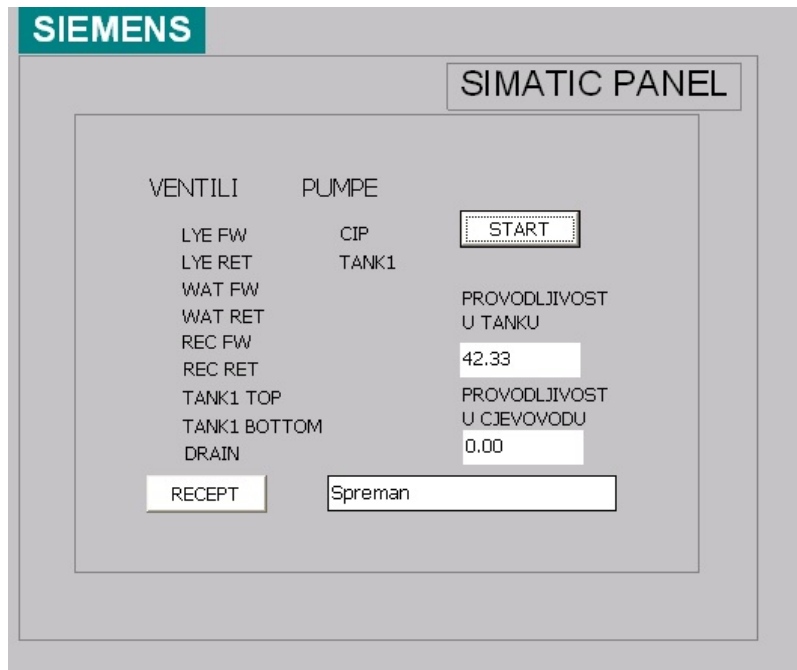 SIEMENS
SIMATIC PANEL
VENTILI
LYE FW
LYE RET
WAT FW
WAT RET
REC FW
REC RET
TANK1 TOP
TANK1 BOTTOM
DRAIN
PUMPE
CIP
TANK1
START
PROVODLJIVOST
U TANKU
42.33
PROVODLJIVOST
U CJEVOVODU
0.00
RECEPT
Spreman